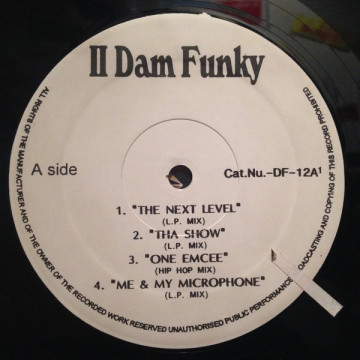 II Dam Funky
A side
Cat.Nu.-DF-12A¹
1. "THE NEXT LEVEL"
(L.P. MIX)
2. "THA SHOW"
(L.P. MIX)
3. "ONE EMCEE"
(HIP HOP MIX)
4. "ME & MY MICROPHONE"
(L.P. MIX)
ALL RIGHTS OF THE MANUFACTURER AND OF THE OWNER OF THE RECORDED WORK RESERVED UNAUTHORISED PUBLIC PERFORMANCE OADCASTING AND COPYING OF THIS RECORD PROHIBITED